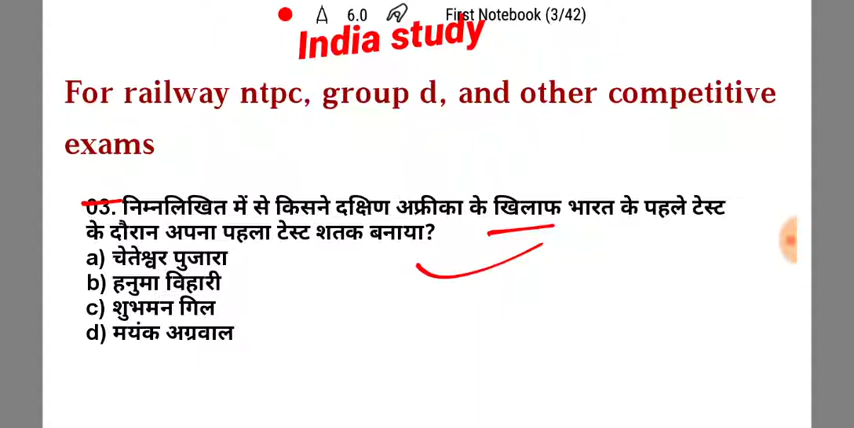 6.0 First Notebook (3/42)
India study
For railway ntpc, group d, and other competitive
exams
03. निम्नलिखित में से किसने दक्षिण अफ्रीका के खिलाफ भारत के पहले टेस्ट
के दौरान अपना पहला टेस्ट शतक बनाया?
a) चेतेश्वर पुजारा
b) हनुमा विहारी
c) शुभमन गिल
d) मयंक अग्रवाल